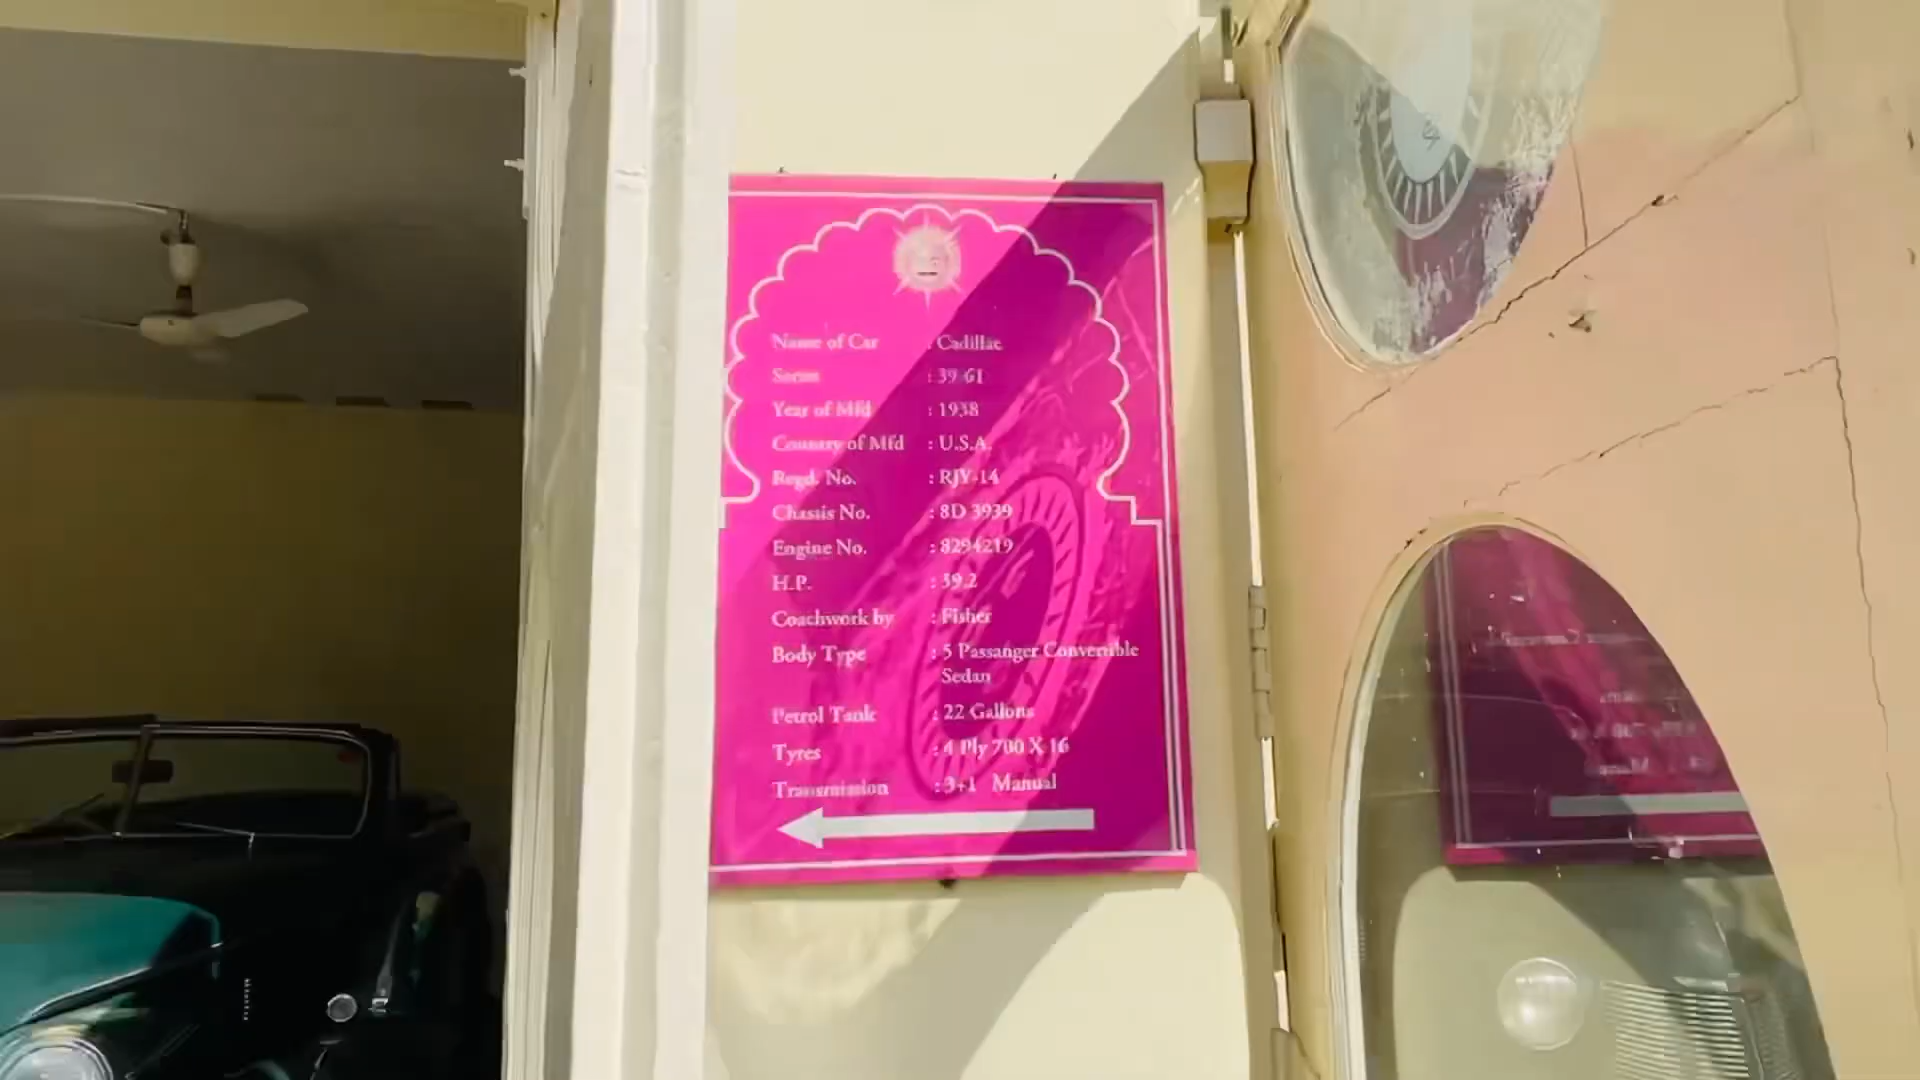 Name of Car : Cadillac
Series : 39-61
Year of Mfd : 1938
Country of Mfd : U.S.A.
Regd. No. : RJY-14
Chassis No. : 8D 3939
Engine No. : 8294219
H.P. : 39.2
Coachwork by : Fisher
Body Type : 5 Passanger Convertible
Sedan
Petrol Tank : 22 Gallons
Tyres : 4 Ply 700 X 16
Transmission : 3+1 Manual